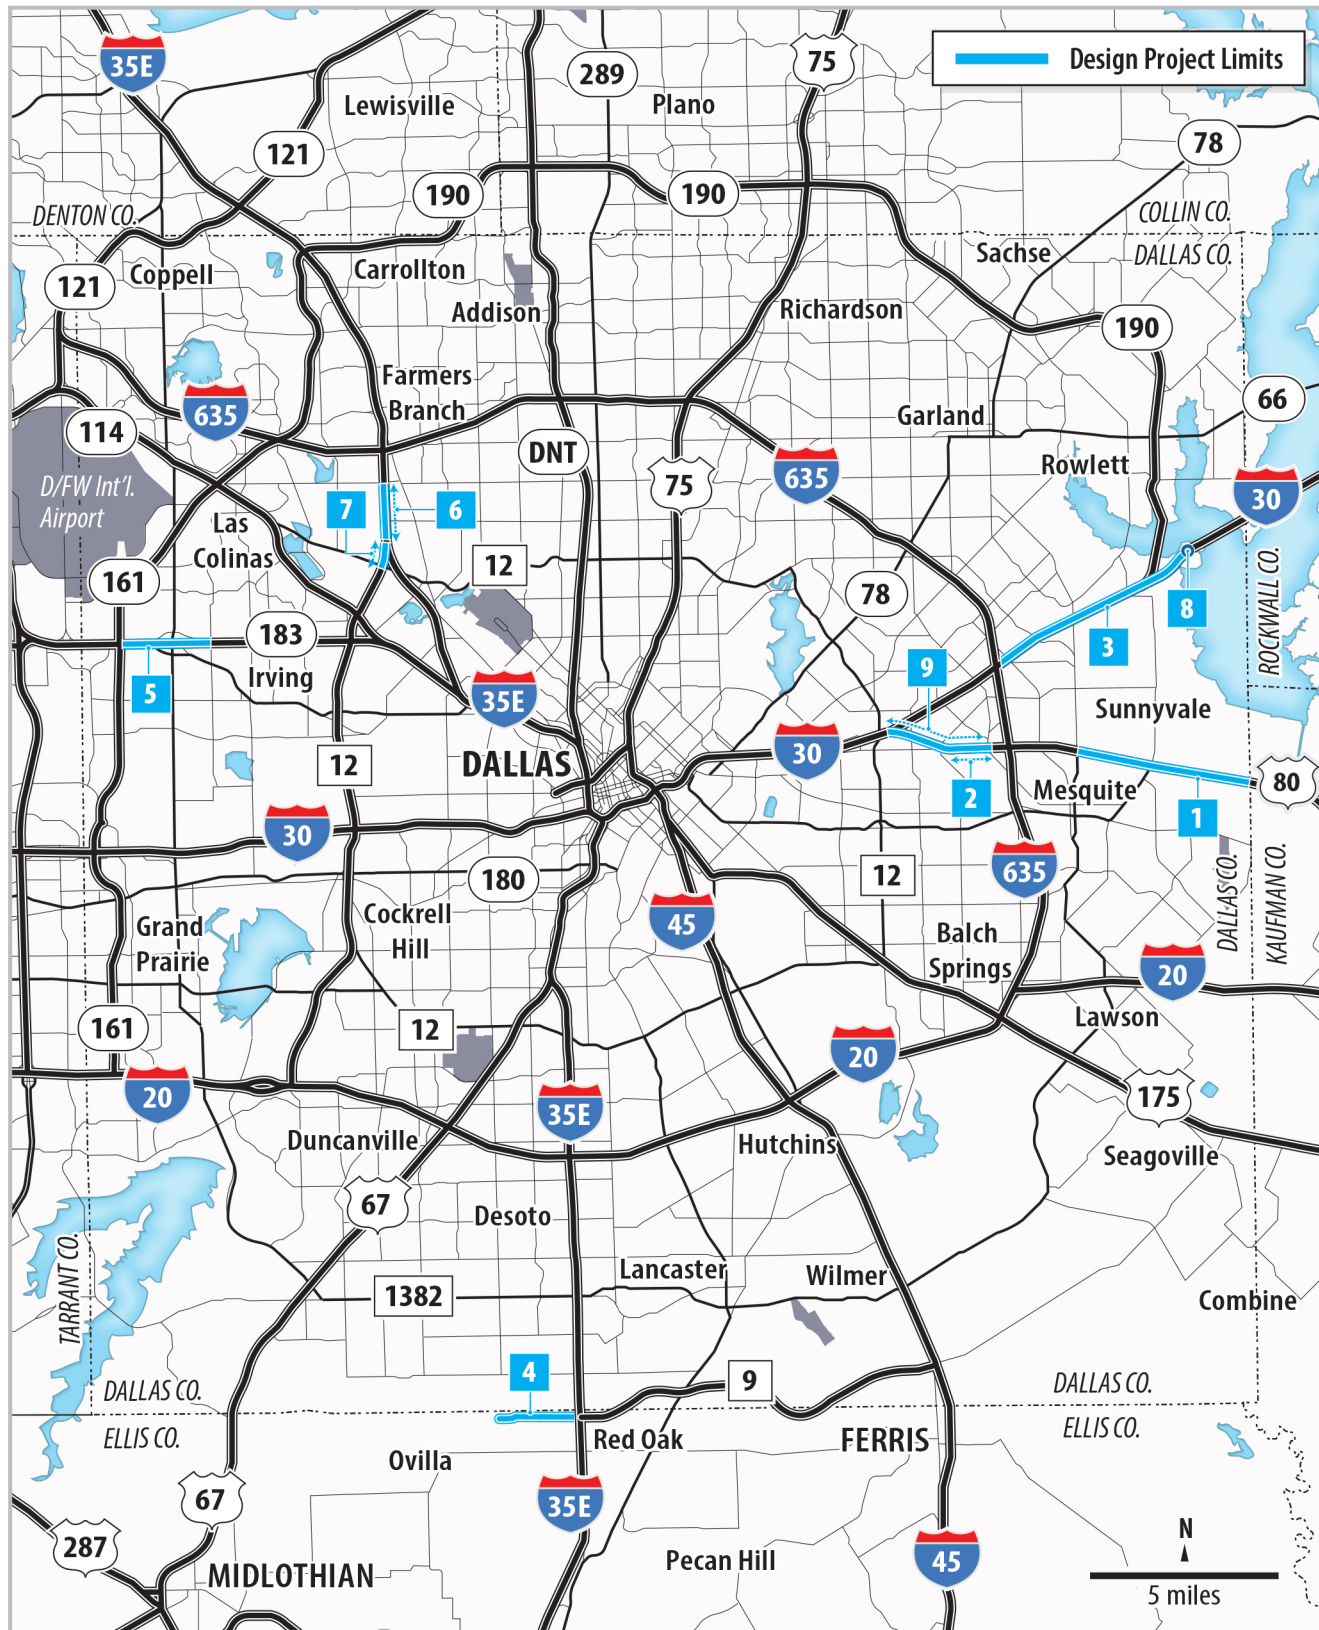 35E
289
75
Design Project Limits
Lewisville
Plano
121
78
190
190
DENTON CO.
COLLIN CO.
Sachse
DALLAS CO.
121
Coppell
Carrollton
Addison
Richardson
190
Farmers
Branch
66
635
114
Garland
DNT
Rowlett
635
75
30
D/FW Int'l.
Airport
7
6
Las
Colinas
12
161
78
ROCKWALL CO.
8
183
3
9
Irving
5
35E
Sunnyvale
30
DALLAS
12
80
Mesquite
2
1
30
635
12
180
DALLAS CO.
KAUFMAN CO.
Grand
Prairie
Cockrell
Hill
45
Balch
Springs
20
161
12
Lawson
20
20
175
35E
Duncanville
Hutchins
Seagoville
67
Desoto
Lancaster
Wilmer
TARRANT CO.
1382
Combine
4
9
DALLAS CO.
DALLAS CO.
ELLIS CO.
ELLIS CO.
Red Oak
FERRIS
Ovilla
67
35E
287
N
45
Pecan Hill
MIDLOTHIAN
5 miles